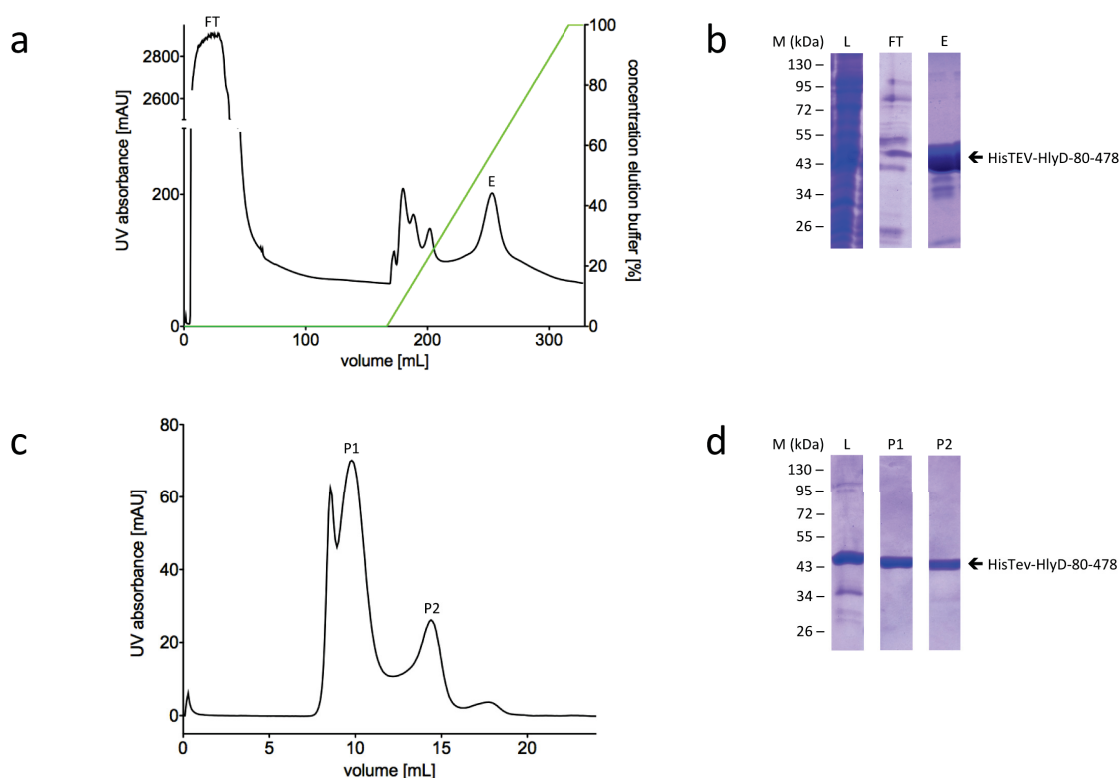 a
FT
UV absorbance [mAU]
2800
2600
200
0
E
100
80
60
40
20
0
concentration elution buffer [%]
0 100 200 300
volume [mL]
b
M (kDa) L FT E
130
95
72
55
43
34
26
HisTEV-HlyD-80-478
c
UV absorbance [mAU]
80
60
40
20
0
P1
P2
0 5 10 15 20
volume [mL]
d
M (kDa) L P1 P2
130
95
72
55
43
34
26
HisTev-HlyD-80-478